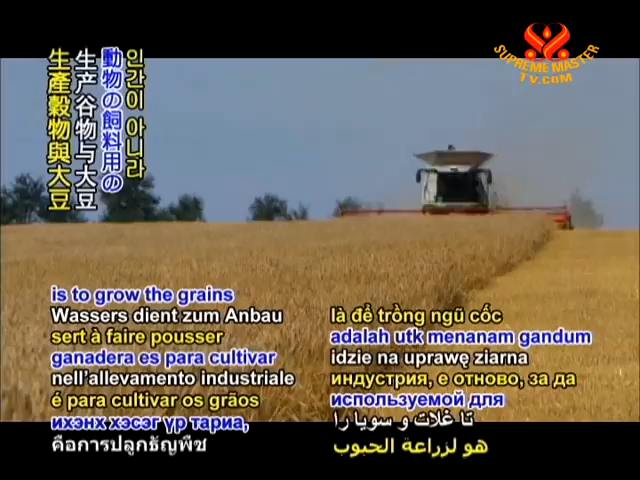 SUPREME MASTER
TV.COM
인간이 아니라
動物の飼料用の
生产谷物与大豆
生產穀物與大豆
is to grow the grains
Wassers dient zum Anbau
sert à faire pousser
ganadera es para cultivar
nell'allevamento industriale
é para cultivar os grãos
ихэнх хэсэг үр тариа,
คือการปลูกธัญพืช
là để trồng ngũ cốc
adalah utk menanam gandum
idzie na uprawę ziarna
индустрия, е отново, за да
используемой для
تا غلات و سویا را
هو لزراعة الحبوب